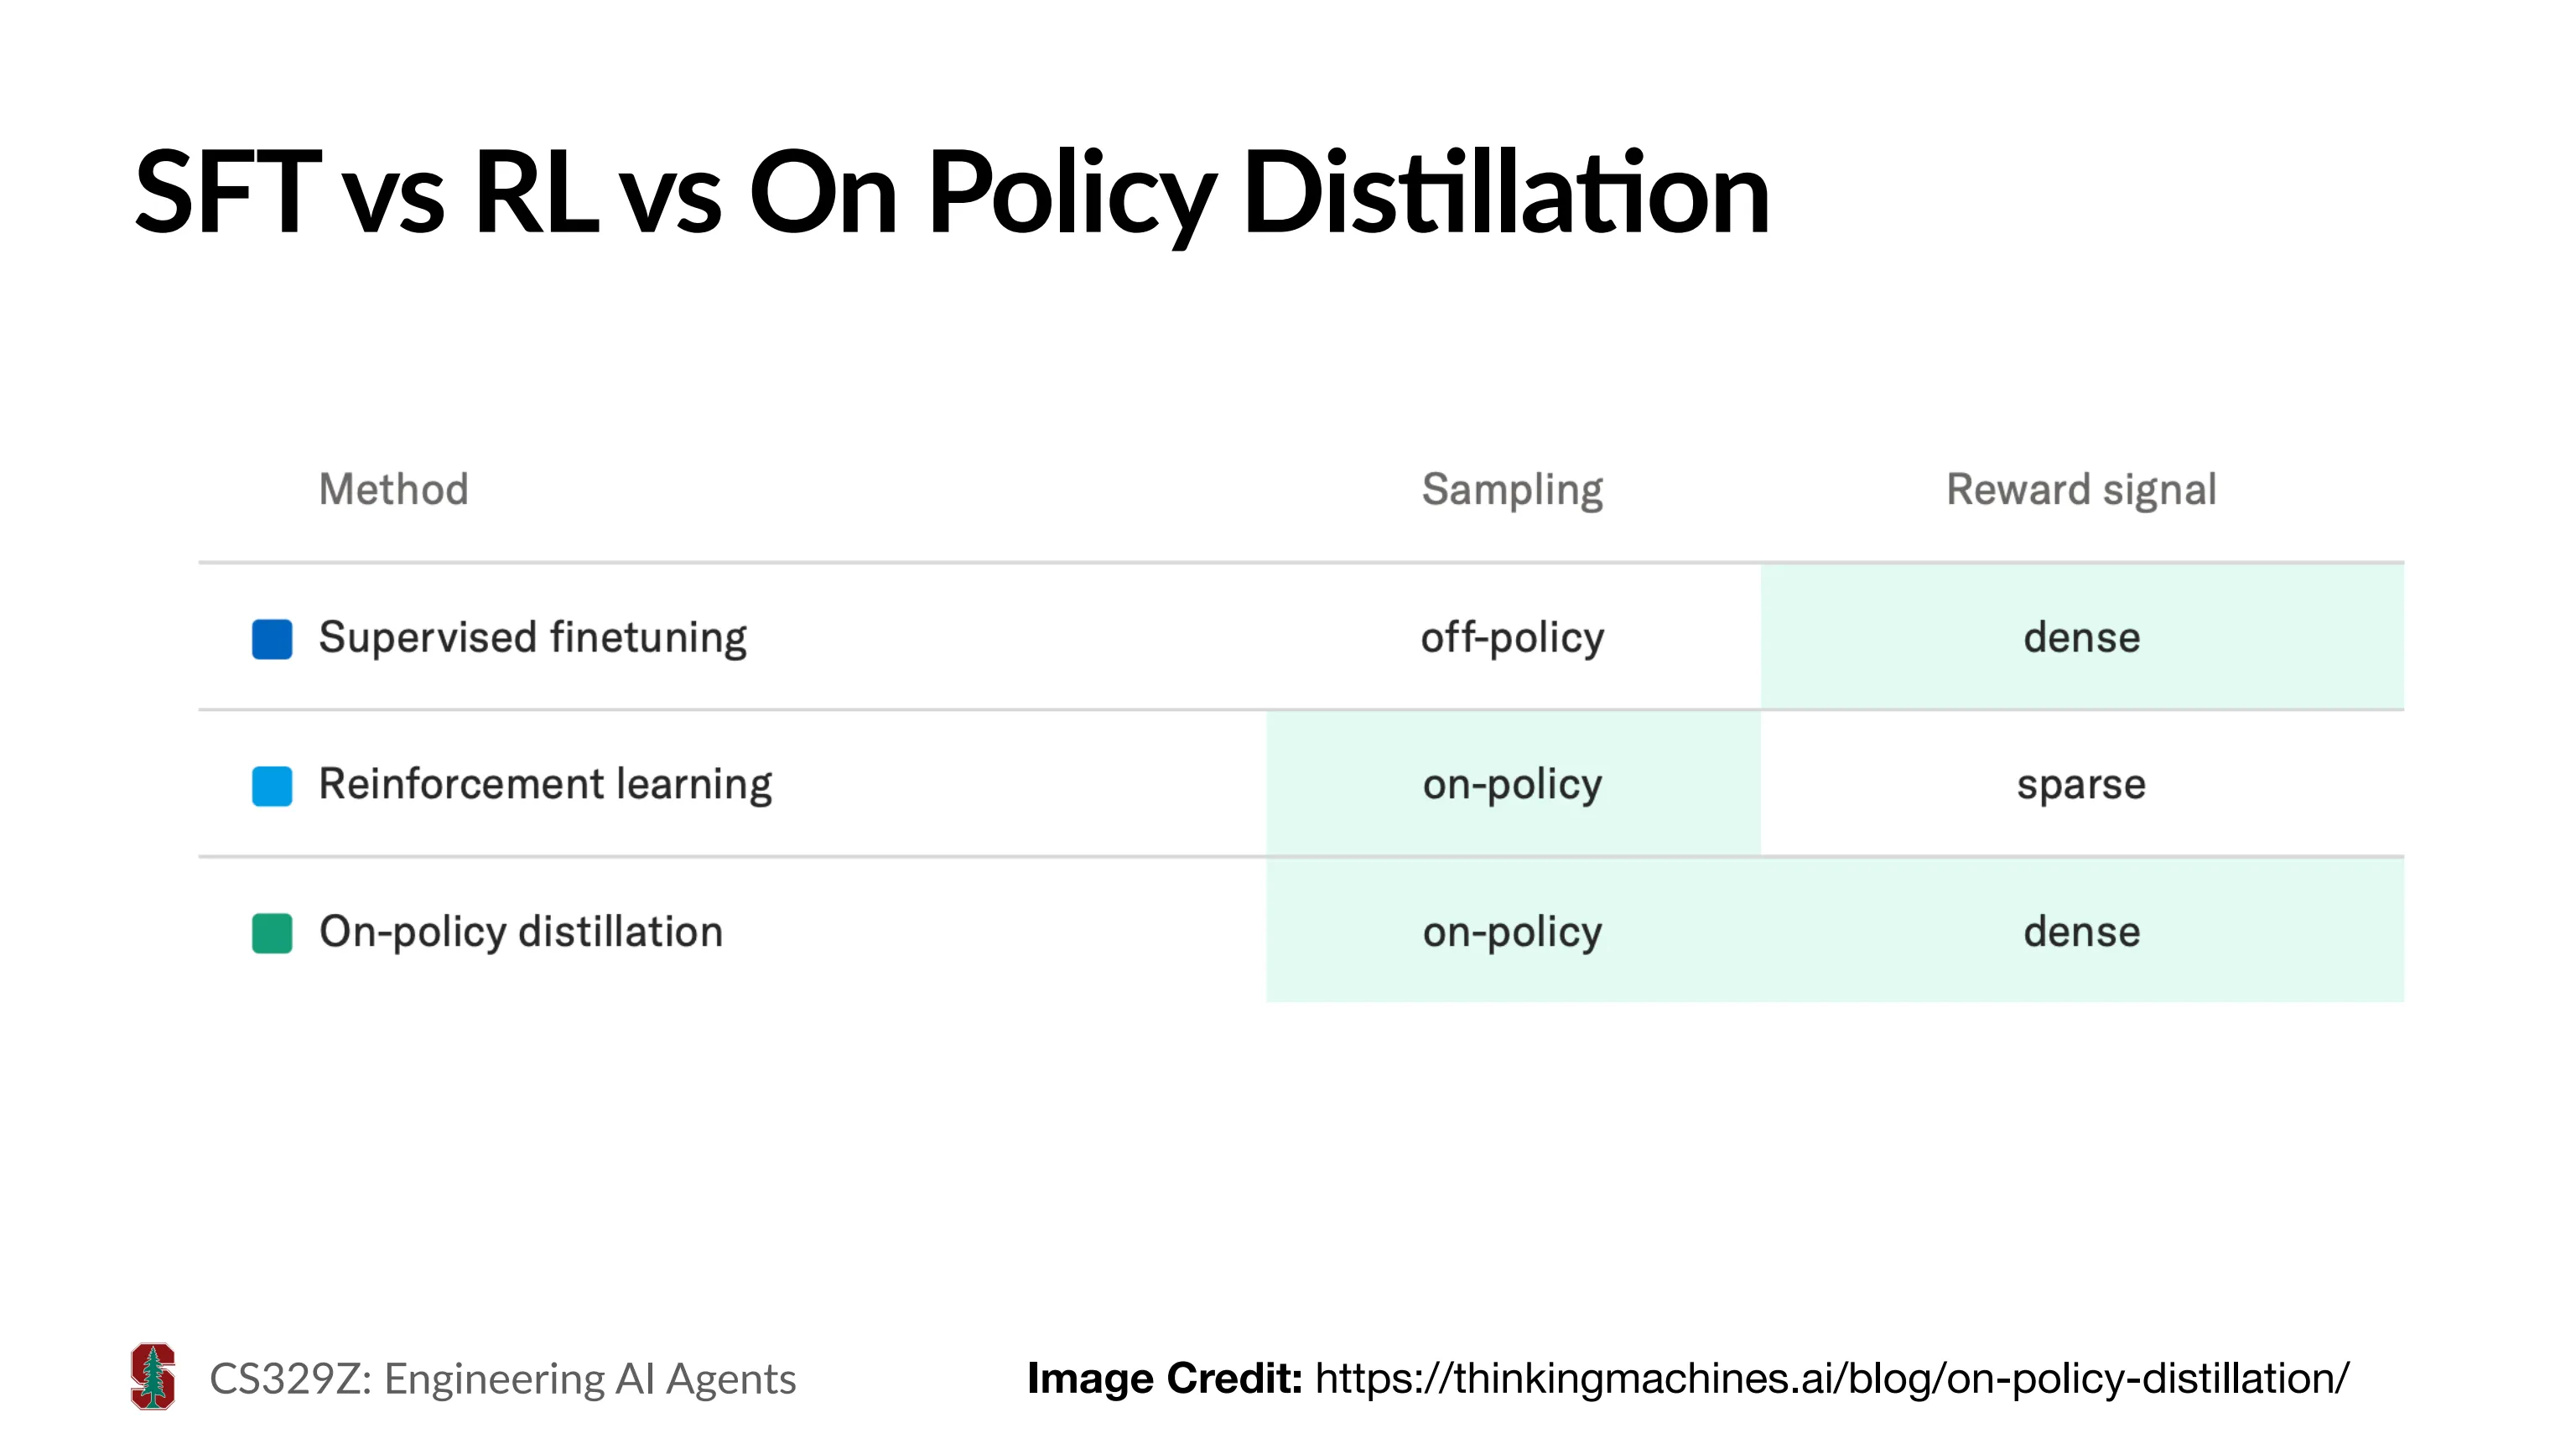 SFT vs RL vs On Policy Distillation
Method Sampling Reward signal
Supervised finetuning off-policy dense
Reinforcement learning on-policy sparse
On-policy distillation on-policy dense
CS329Z: Engineering AI Agents
Image Credit: https://thinkingmachines.ai/blog/on-policy-distillation/